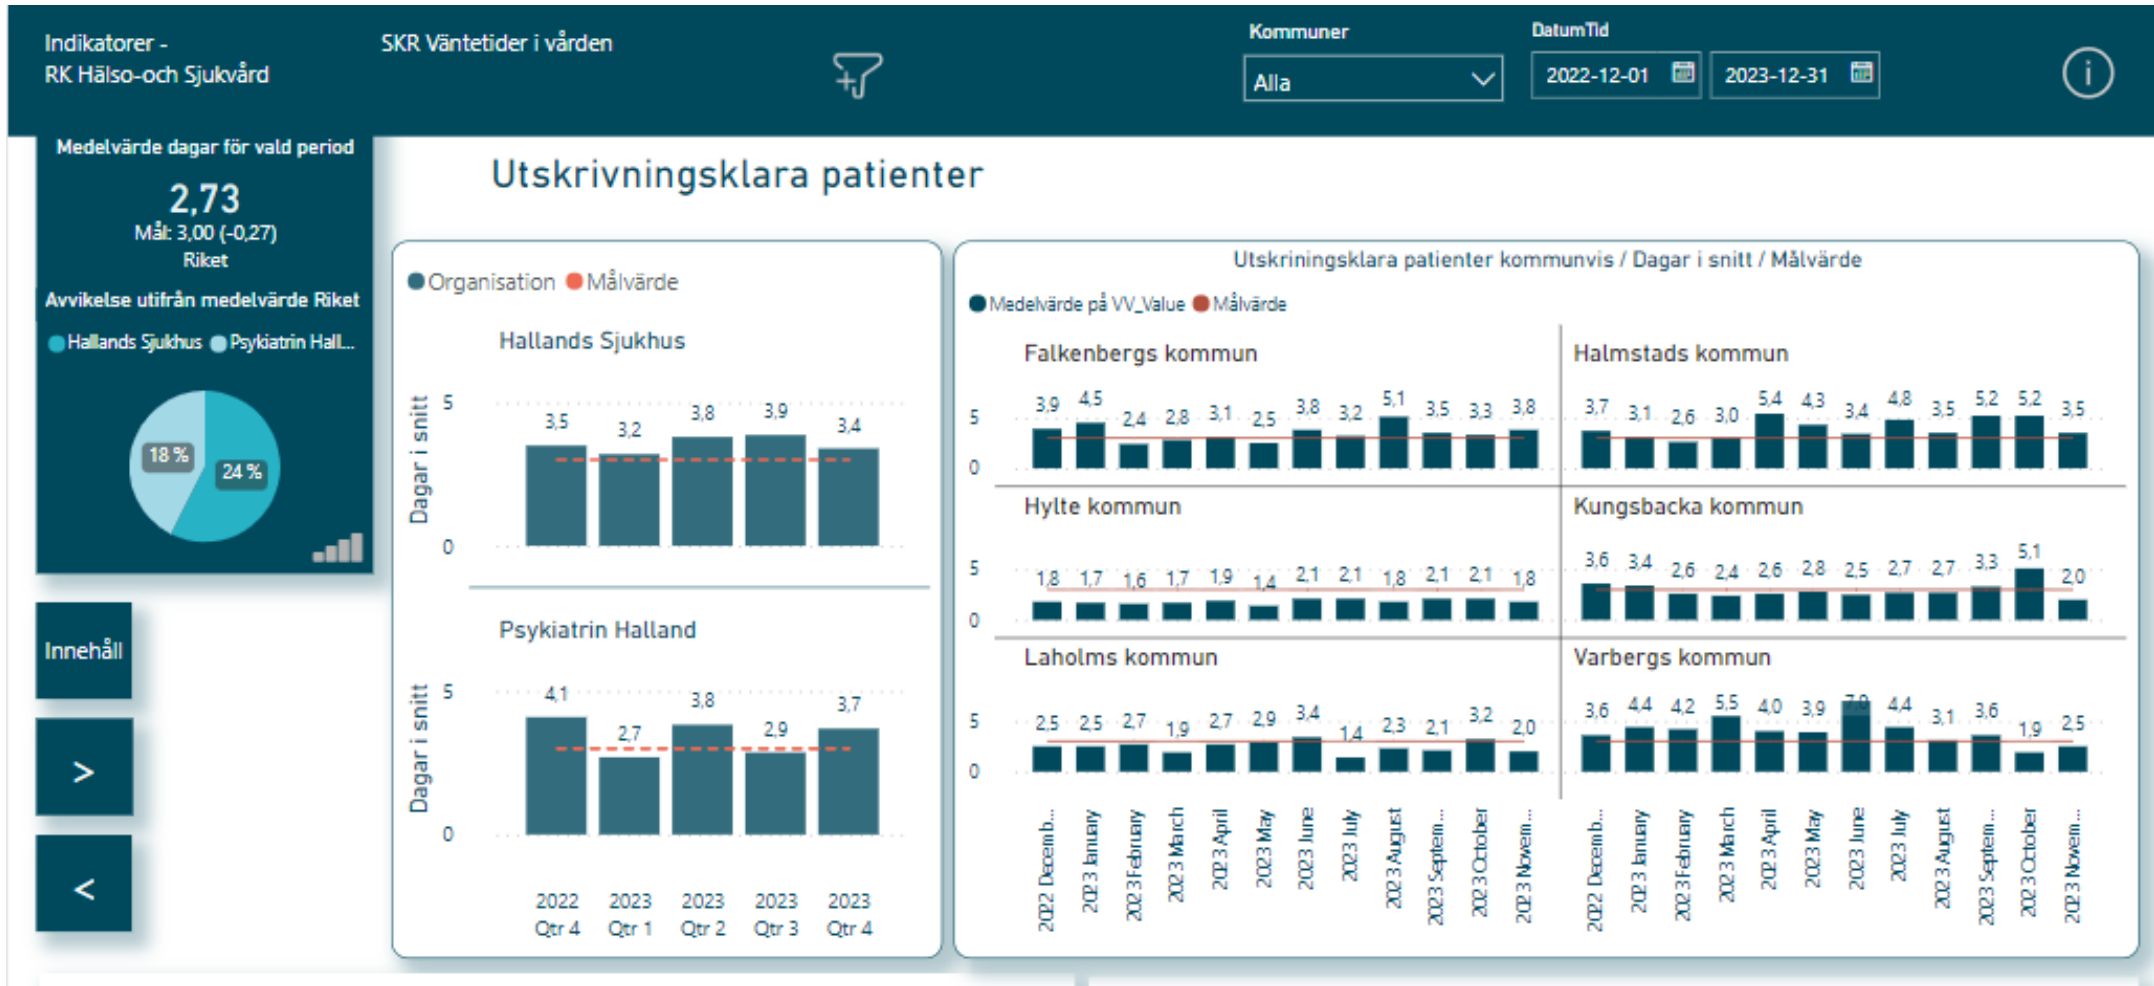 Indikatorer -
RK Hälso-och Sjukvård
SKR Väntetider i vården
Kommuner
Alla
DatumTid
2022-12-01
2023-12-31
i
Medelvärde dagar för vald period
2,73
Mål: 3,00 (-0,27)
Riket
Avvikelse utifrån medelvärde Riket
Hallands Sjukhus Psykiatrin Hall...
18 %
24 %
Innehåll
>
<
Utskrivningsklara patienter
Organisation Målvärde
Hallands Sjukhus
Dagar i snitt
5
0
3,5 3,2 3,8 3,9 3,4
Psykiatrin Halland
Dagar i snitt
5
0
4,1 2,7 3,8 2,9 3,7
2022 2023 2023 2023 2023
Qtr 4 Qtr 1 Qtr 2 Qtr 3 Qtr 4
Utskriningsklara patienter kommunvis / Dagar i snitt / Målvärde
Medelvärde på VV_Value Målvärde
Falkenbergs kommun
5
0
3,9 4,5 2,4 2,8 3,1 2,5 3,8 3,2 5,1 3,5 3,3 3,8
Halmstads kommun
3,7 3,1 2,6 3,0 5,4 4,3 3,4 4,8 3,5 5,2 5,2 3,5
Hylte kommun
5
0
1,8 1,7 1,6 1,7 1,9 1,4 2,1 2,1 1,8 2,1 2,1 1,8
Kungsbacka kommun
3,6 3,4 2,6 2,4 2,6 2,8 2,5 2,7 2,7 3,3 5,1 2,0
Laholms kommun
5
0
2,5 2,5 2,7 1,9 2,7 2,9 3,4 1,4 2,3 2,1 3,2 2,0
Varbergs kommun
3,6 4,4 4,2 5,5 4,0 3,9 7,0 4,4 3,1 3,6 1,9 2,5
2022 Decemb...
2023 January
2023 February
2023 March
2023 April
2023 May
2023 June
2023 July
2023 August
2023 Septem...
2023 October
2023 Novem...
2022 Decemb...
2023 January
2023 February
2023 March
2023 April
2023 May
2023 June
2023 July
2023 August
2023 Septem...
2023 October
2023 Novem...